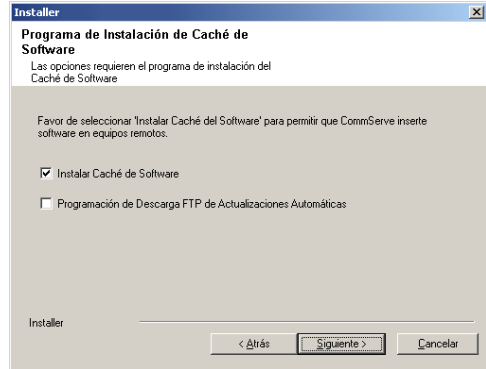 Installer
Programa de Instalación de Caché de
Software
Las opciones requieren el programa de instalación del
Caché de Software
Favor de seleccionar 'Instalar Caché del Software' para permitir que CommServe inserte
software en equipos remotos.
Instalar Caché de Software
Programación de Descarga FTP de Actualizaciones Automáticas
Installer
< Atrás
Siguiente >
Cancelar